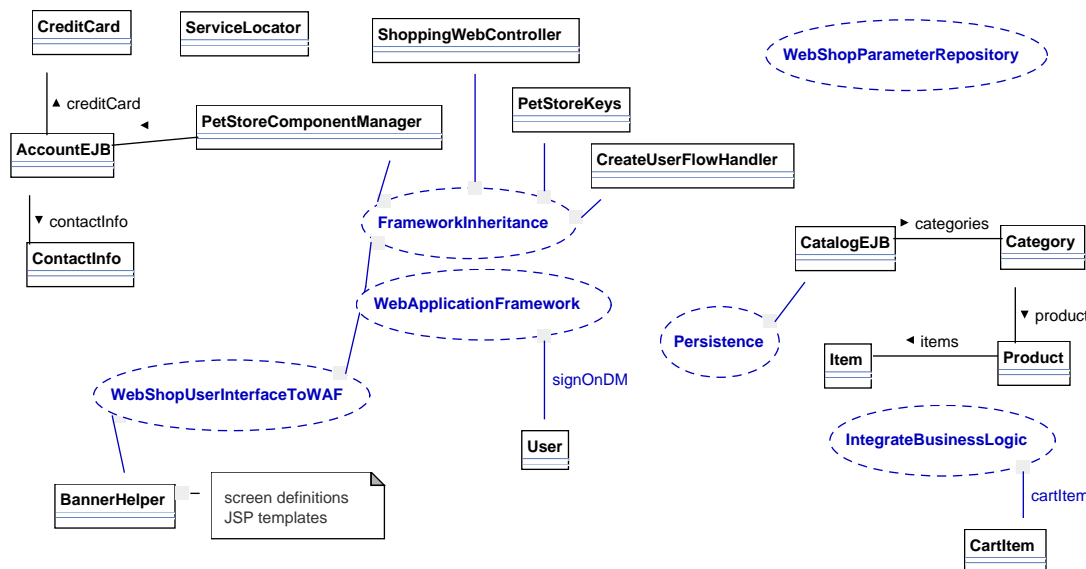 CreditCard
ServiceLocator
ShoppingWebController
WebShopParameterRepository
creditCard
PetStoreComponentManager
PetStoreKeys
AccountEJB
CreateUserFlowHandler
contactInfo
FrameworkInheritance
categories
CatalogEJB
Category
ContactInfo
WebApplicationFramework
product
Persistence
items
Item
Product
signOnDM
WebShopUserInterfaceToWAF
IntegrateBusinessLogic
User
BannerHelper
screen definitions
JSP templates
cartItem
CartItem